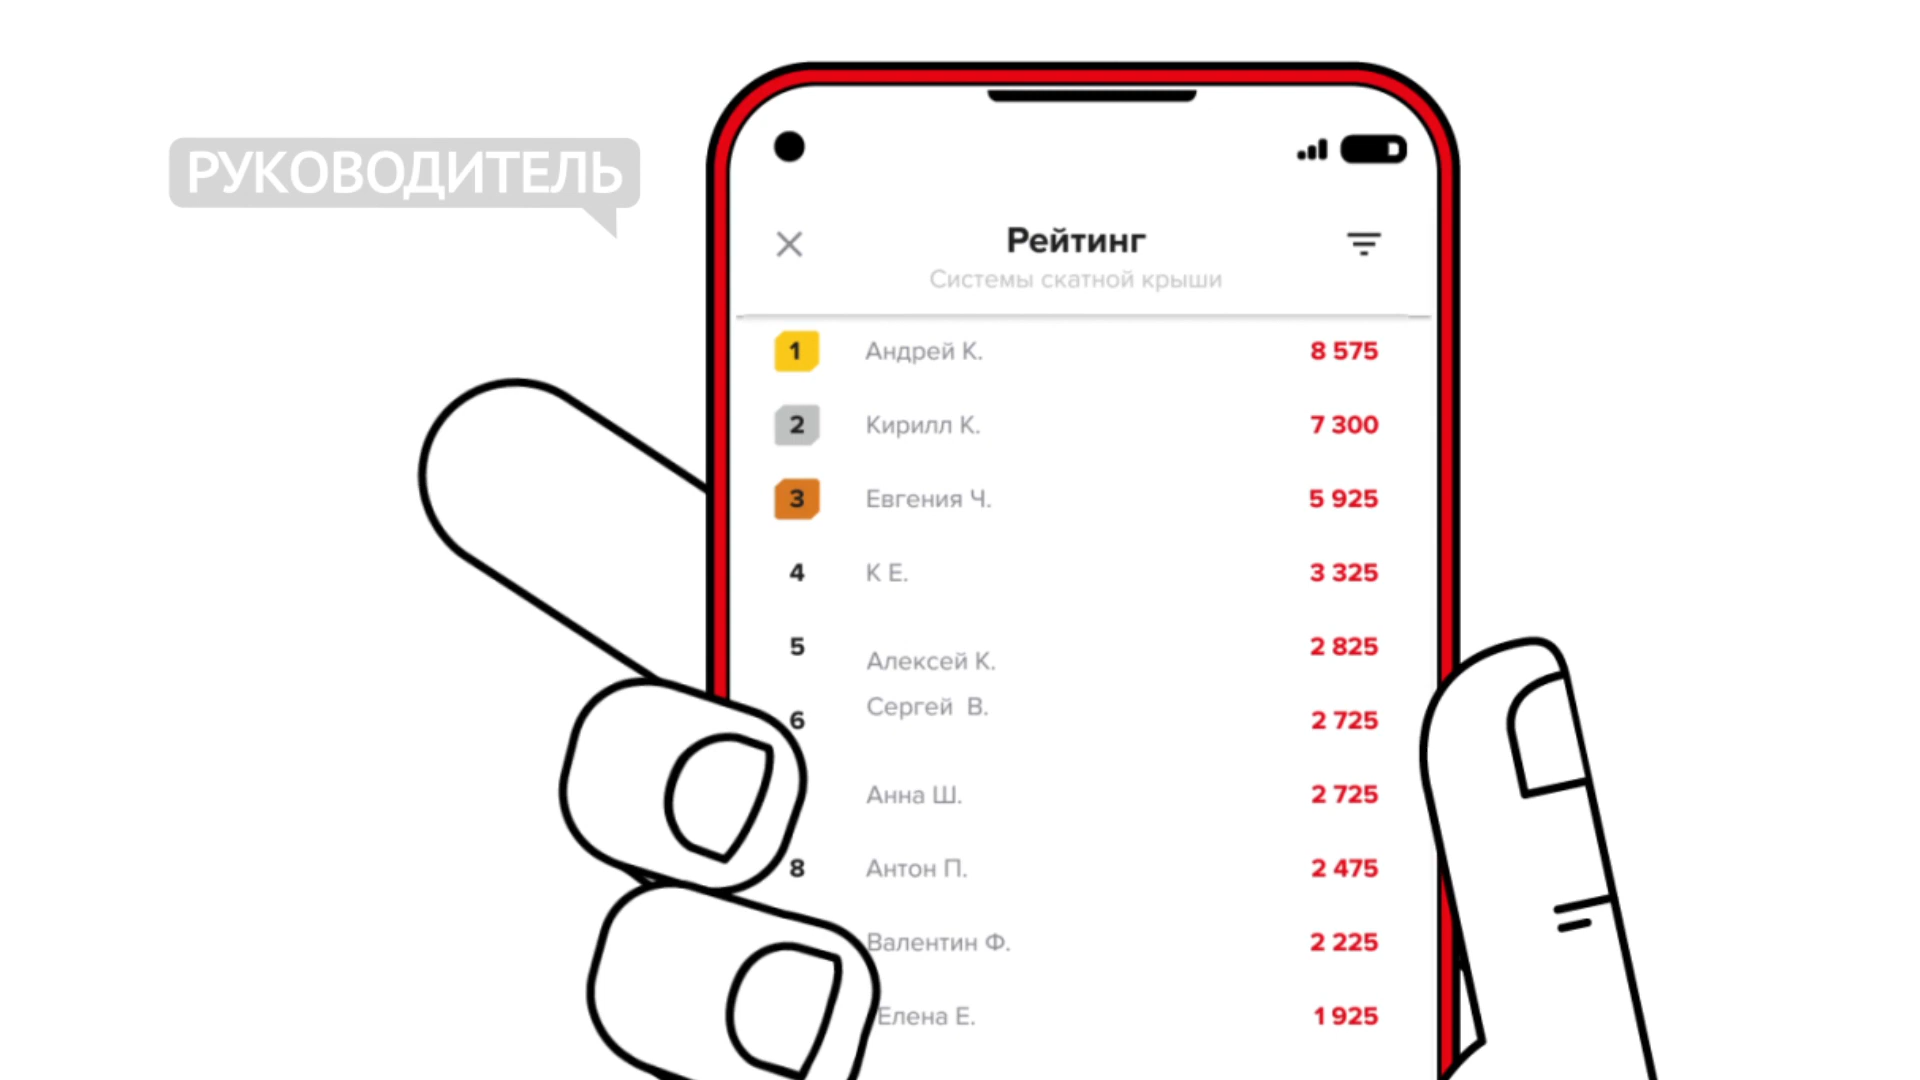 РУКОВОДИТЕЛЬ
Рейтинг
Системы скатной крыши
1 Андрей К. 8 575
2 Кирилл К. 7 300
3 Евгения Ч. 5 925
4 К Е. 3 325
5 Алексей К. 2 825
6 Сергей В. 2 725
Анна Ш. 2 725
8 Антон П. 2 475
Валентин Ф. 2 225
Елена Е. 1 925